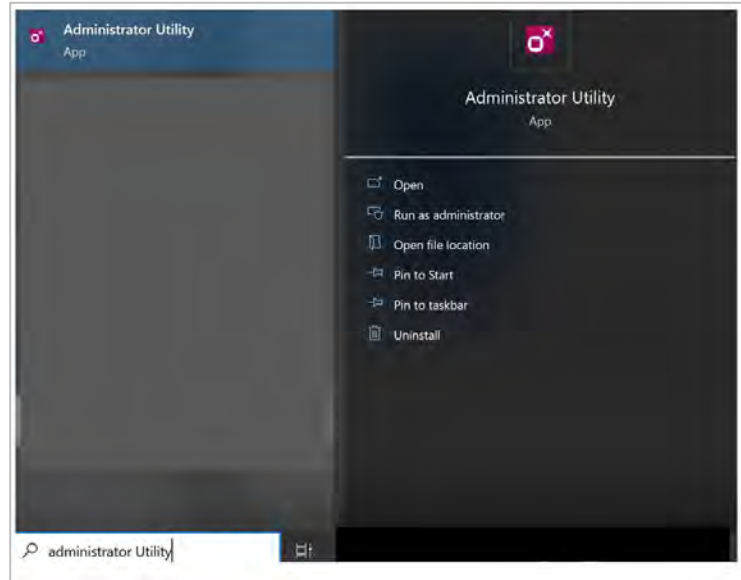 Administrator Utility
App
Administrator Utility
App
Open
Run as administrator
Open file location
Pin to Start
Pin to taskbar
Uninstall
administrator Utility